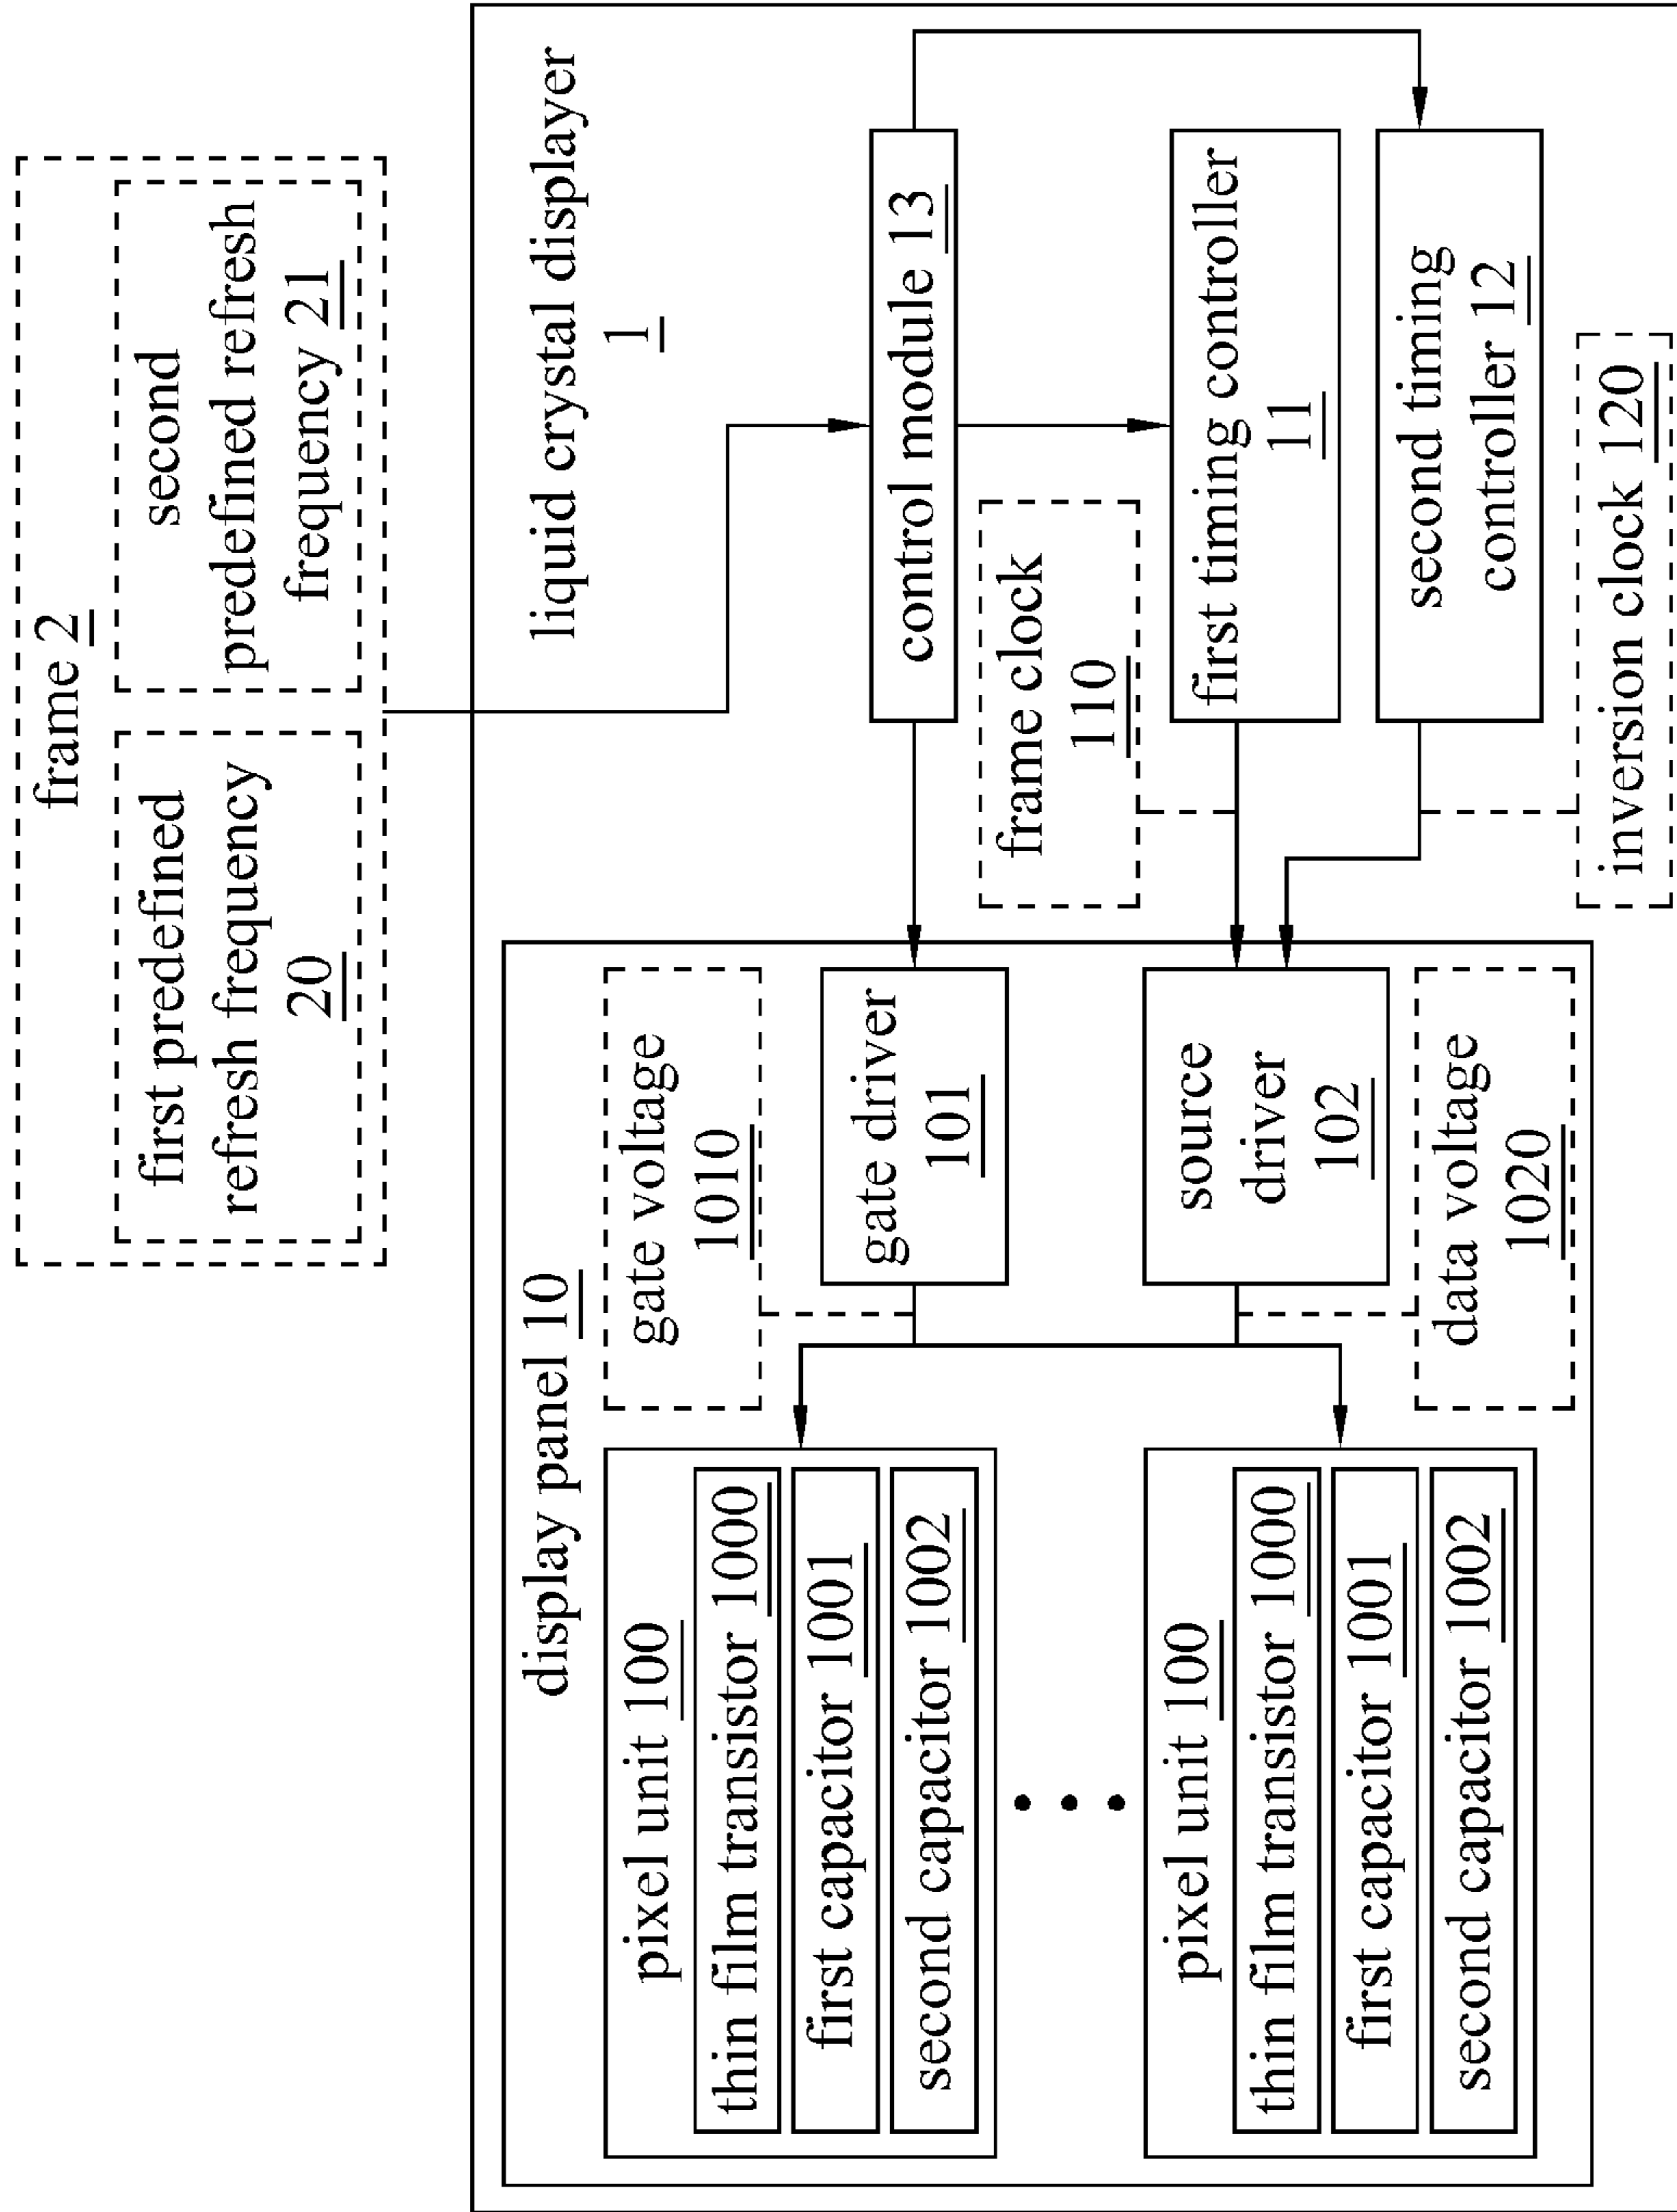 frame 2
first predefined
refresh frequency
20
second
predefined refresh
frequency 21
liquid crystal display
1
display panel 10
pixel unit 100
thin film transistor 1000
first capacitor 1001
second capacitor 1002
pixel unit 100
thin film transistor 1000
first capacitor 1001
second capacitor 1002
gate voltage
1010
gate driver
101
source
driver
102
data voltage
1020
control module 13
frame clock
110
first timing controller
11
second timing
controller 12
inversion clock 120